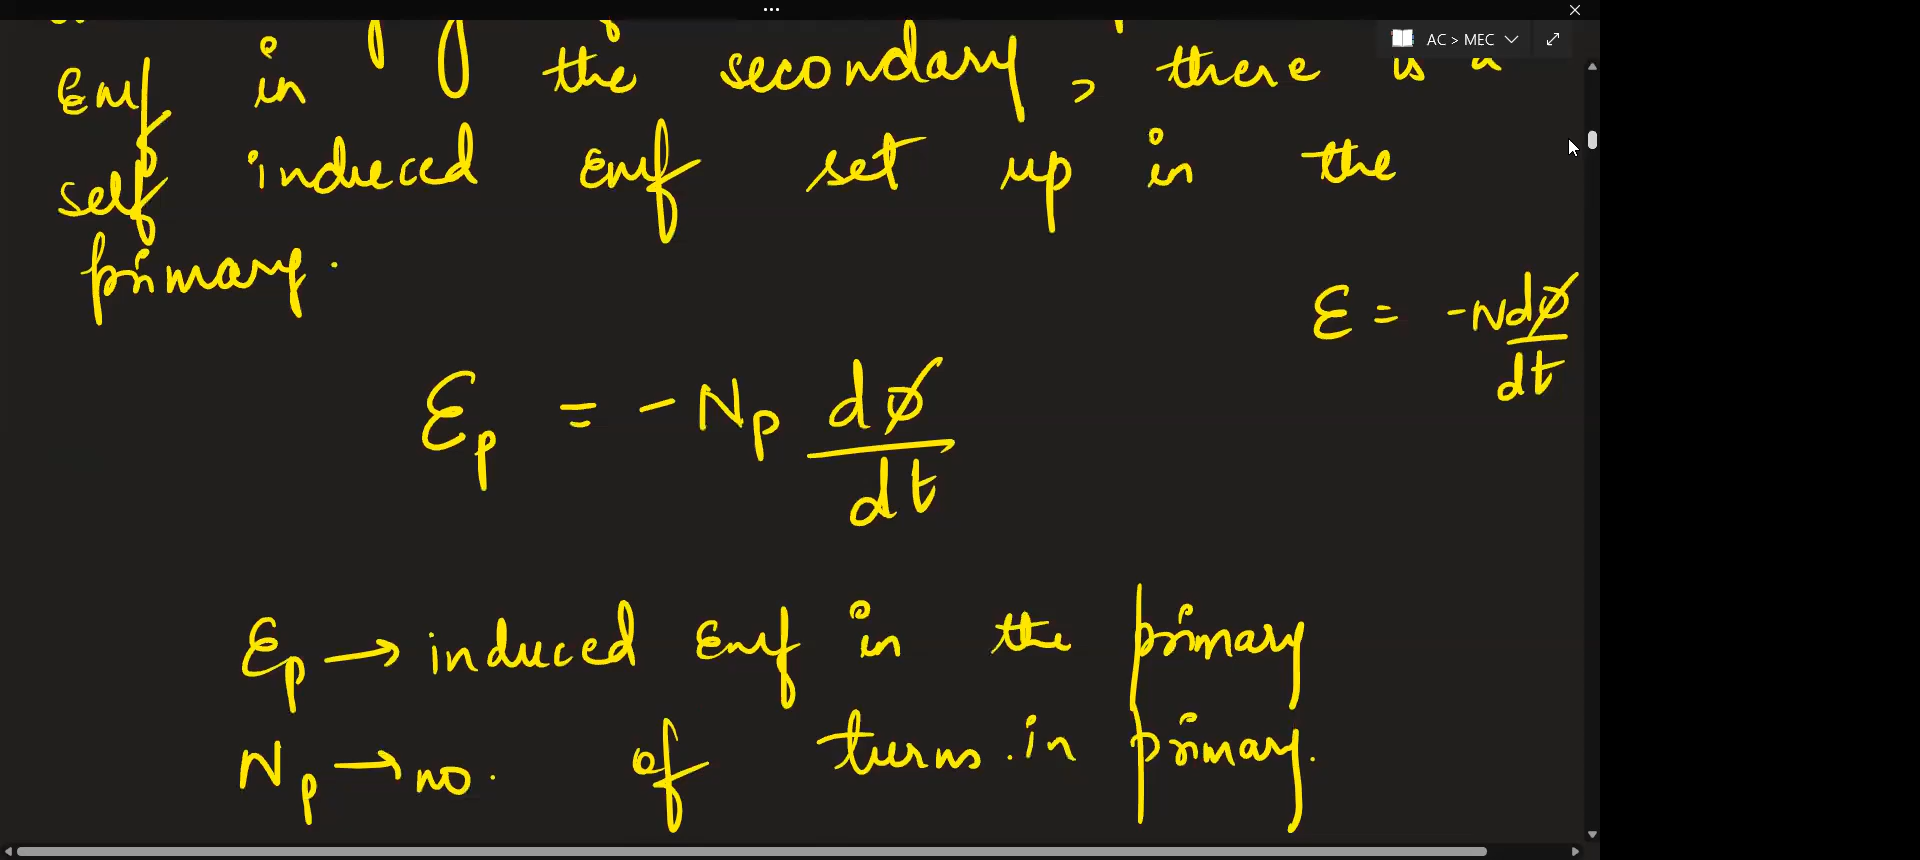 AC > MEC
Emf in the secondary, there is a
self induced Emf set up in the
primary.
ε = -N dφ
dt
εp = - Np dφ
dt
εp → induced Emf in the primary
Np → no. of turns. in primary.